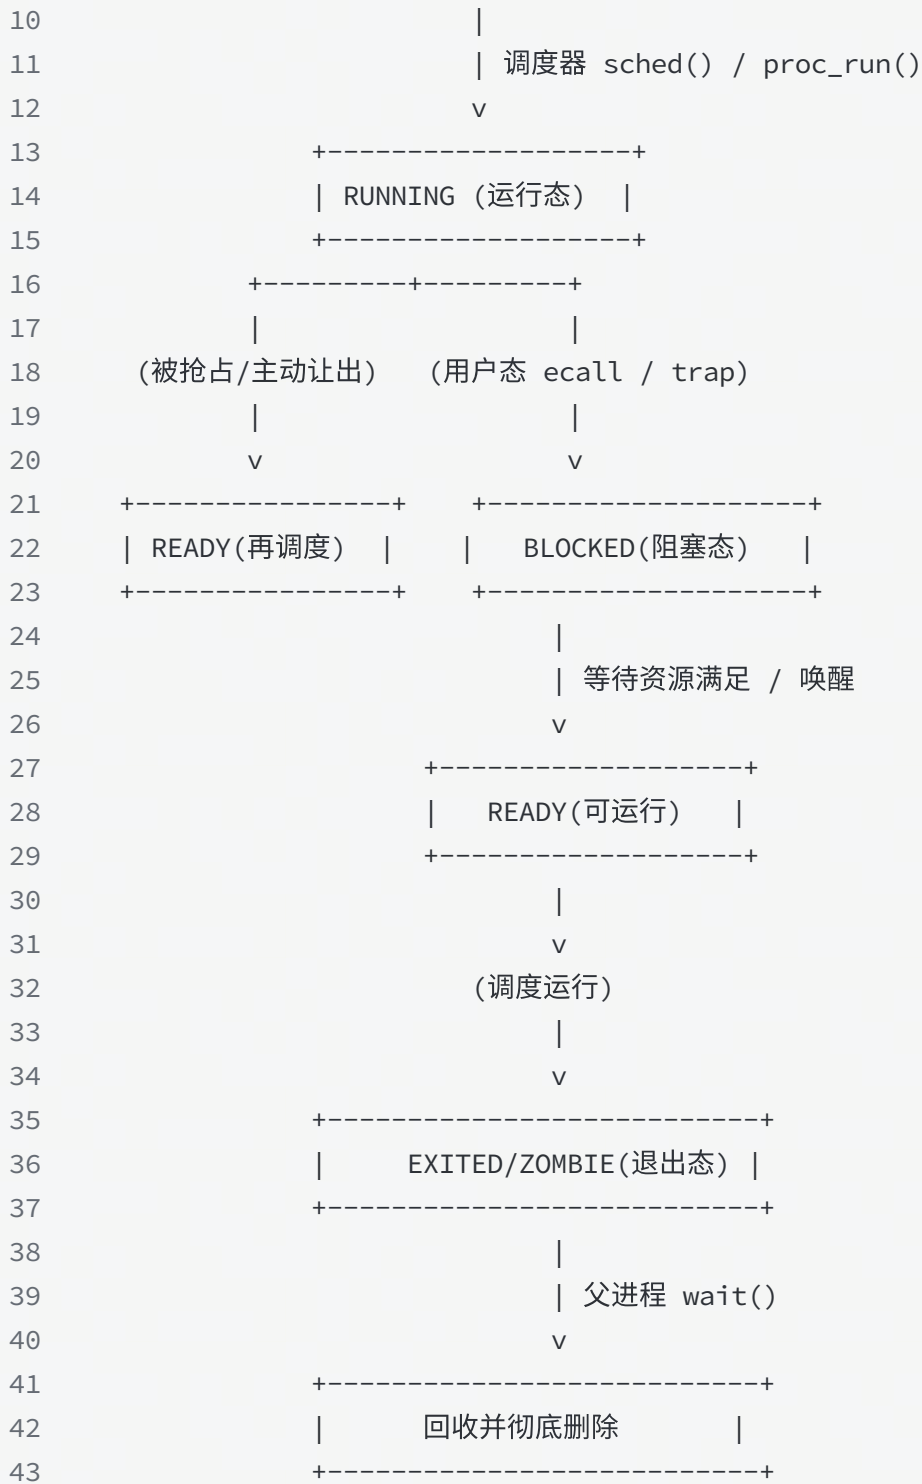 10                           |
11                           | 调度器 sched() / proc_run()
12                           v
13                 +-------------------+
14                 | RUNNING (运行态)  |
15                 +-------------------+
16             +---------+---------+
17             |                   |
18      (被抢占/主动让出)   (用户态 ecall / trap)
19             |                   |
20             v                   v
21     +----------------+    +--------------------+
22     | READY(再调度)  |    |   BLOCKED(阻塞态)   |
23     +----------------+    +--------------------+
24                                |
25                                | 等待资源满足 / 唤醒
26                                v
27                        +-------------------+
28                        |   READY(可运行)   |
29                        +-------------------+
30                                |
31                                v
32                           (调度运行)
33                                |
34                                v
35                 +---------------------------+
36                 |     EXITED/ZOMBIE(退出态) |
37                 +---------------------------+
38                                |
39                                | 父进程 wait()
40                                v
41                 +---------------------------+
42                 |      回收并彻底删除       |
43                 +---------------------------+